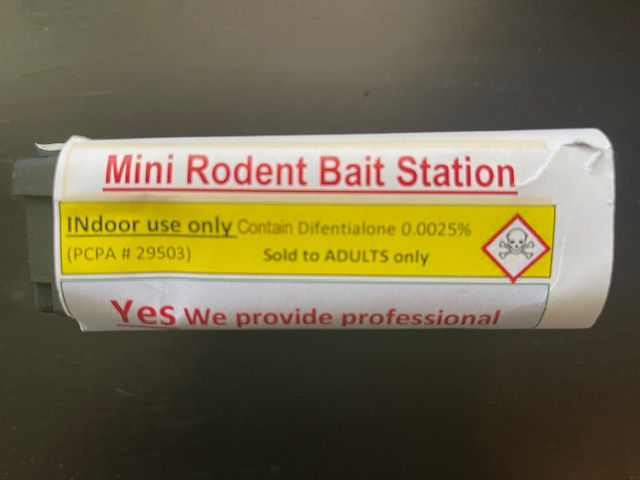 Mini Rodent Bait Station
INdoor use only Contain Difentialone 0.0025%
(PCPA # 29503) Sold to ADULTS only
Yes We provide professional